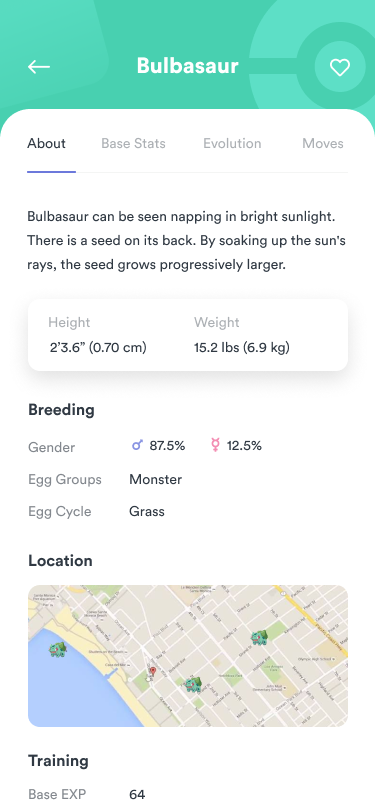 Bulbasaur
About Base Stats Evolution Moves
Bulbasaur can be seen napping in bright sunlight.
There is a seed on its back. By soaking up the sun's
rays, the seed grows progressively larger.
Height Weight
2’3.6” (0.70 cm) 15.2 lbs (6.9 kg)
Breeding
Gender 87.5% 12.5%
Egg Groups Monster
Egg Cycle Grass
Location
Training
Base EXP 64